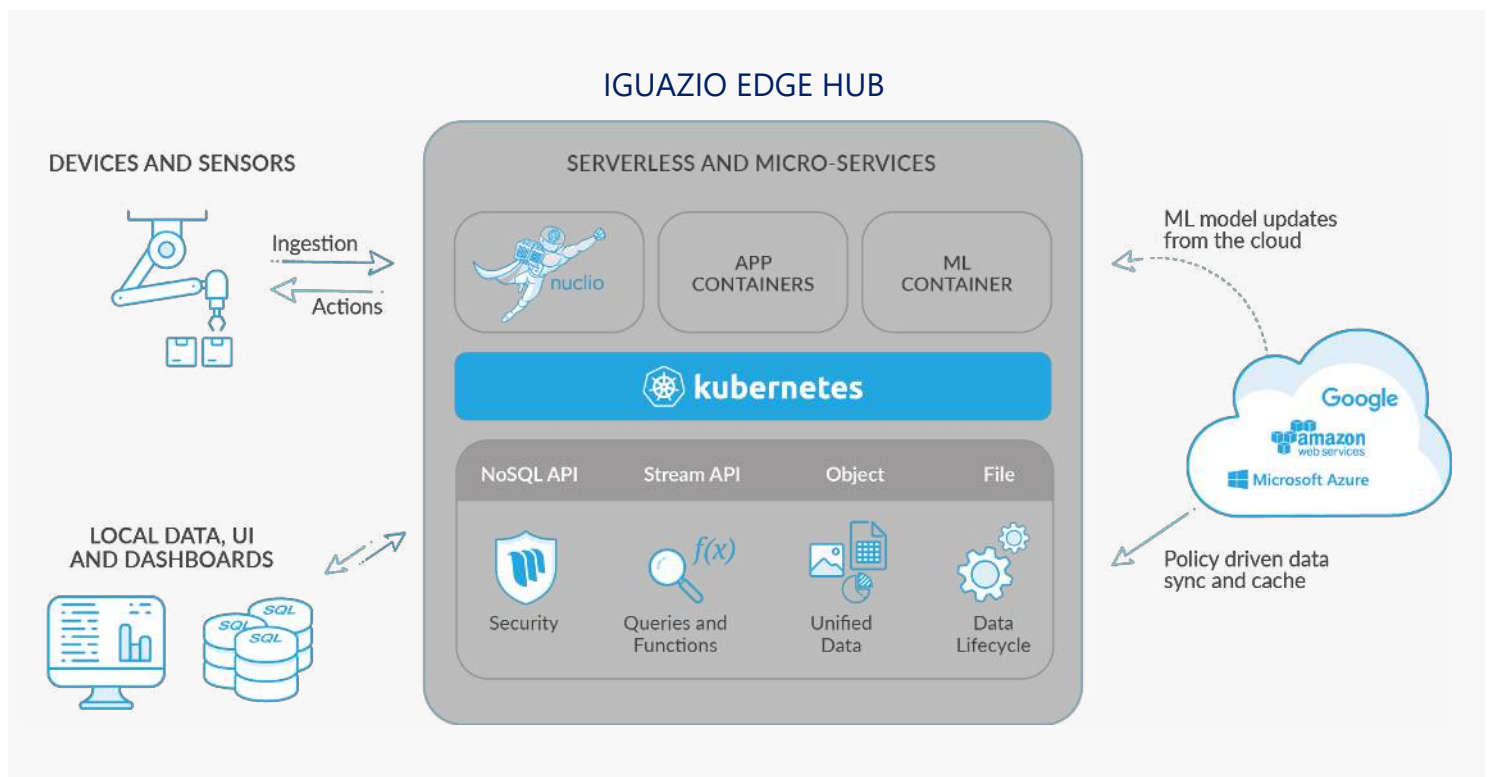 IGUAZIO EDGE HUB
DEVICES AND SENSORS
Ingestion
Actions
LOCAL DATA, UI
AND DASHBOARDS
SQL
SQL
SQL
SERVERLESS AND MICRO-SERVICES
nuclio
APP
CONTAINERS
ML
CONTAINER
kubernetes
NoSQL API
Stream API
Object
File
f(x)
Security
Queries and
Functions
Unified
Data
Data
Lifecycle
ML model updates
from the cloud
Google
amazon
web services
Microsoft Azure
Policy driven data
sync and cache